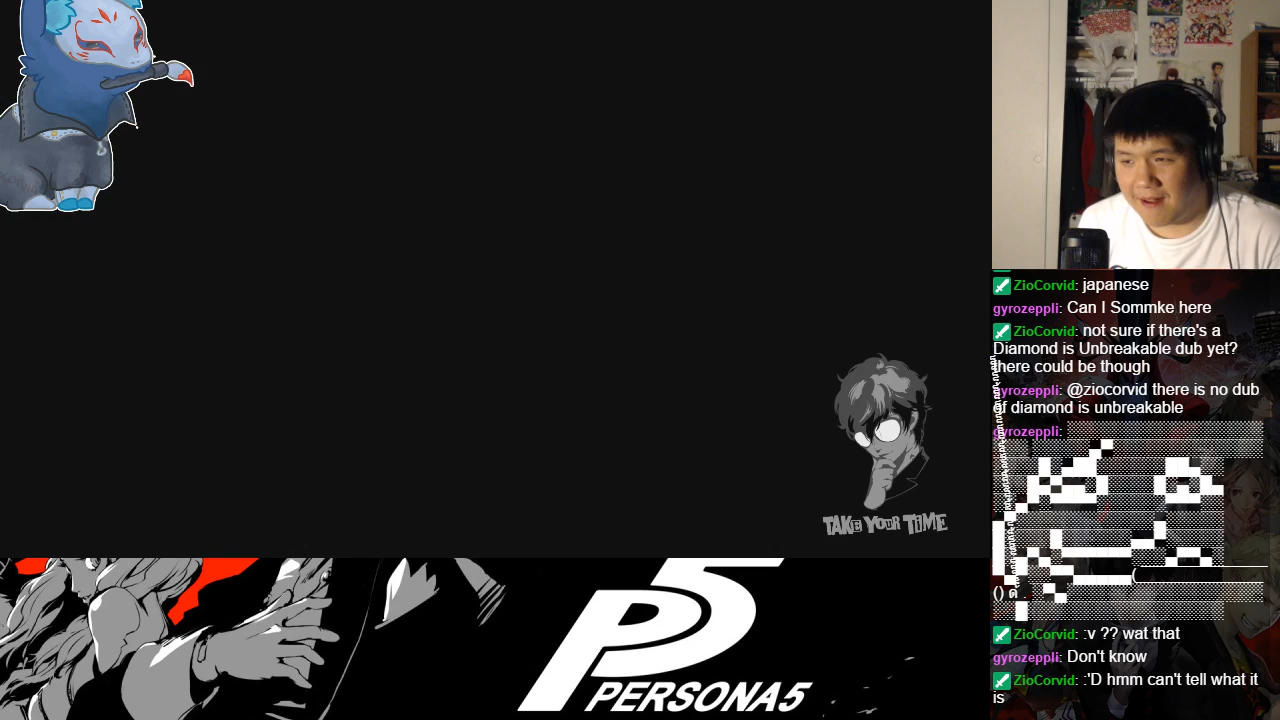 ZioCorvid: japanese
gyrozeppli: Can I Sommke here
ZioCorvid: not sure if there's a
Diamond is Unbreakable dub yet?
there could be though
gyrozeppli: @ziocorvid there is no dub
of diamond is unbreakable
gyrozeppli:
ZioCorvid: :v ?? wat that
gyrozeppli: Don't know
ZioCorvid: :'D hmm can't tell what it
is
TAKE YOUR TIME
P5
PERSONA5